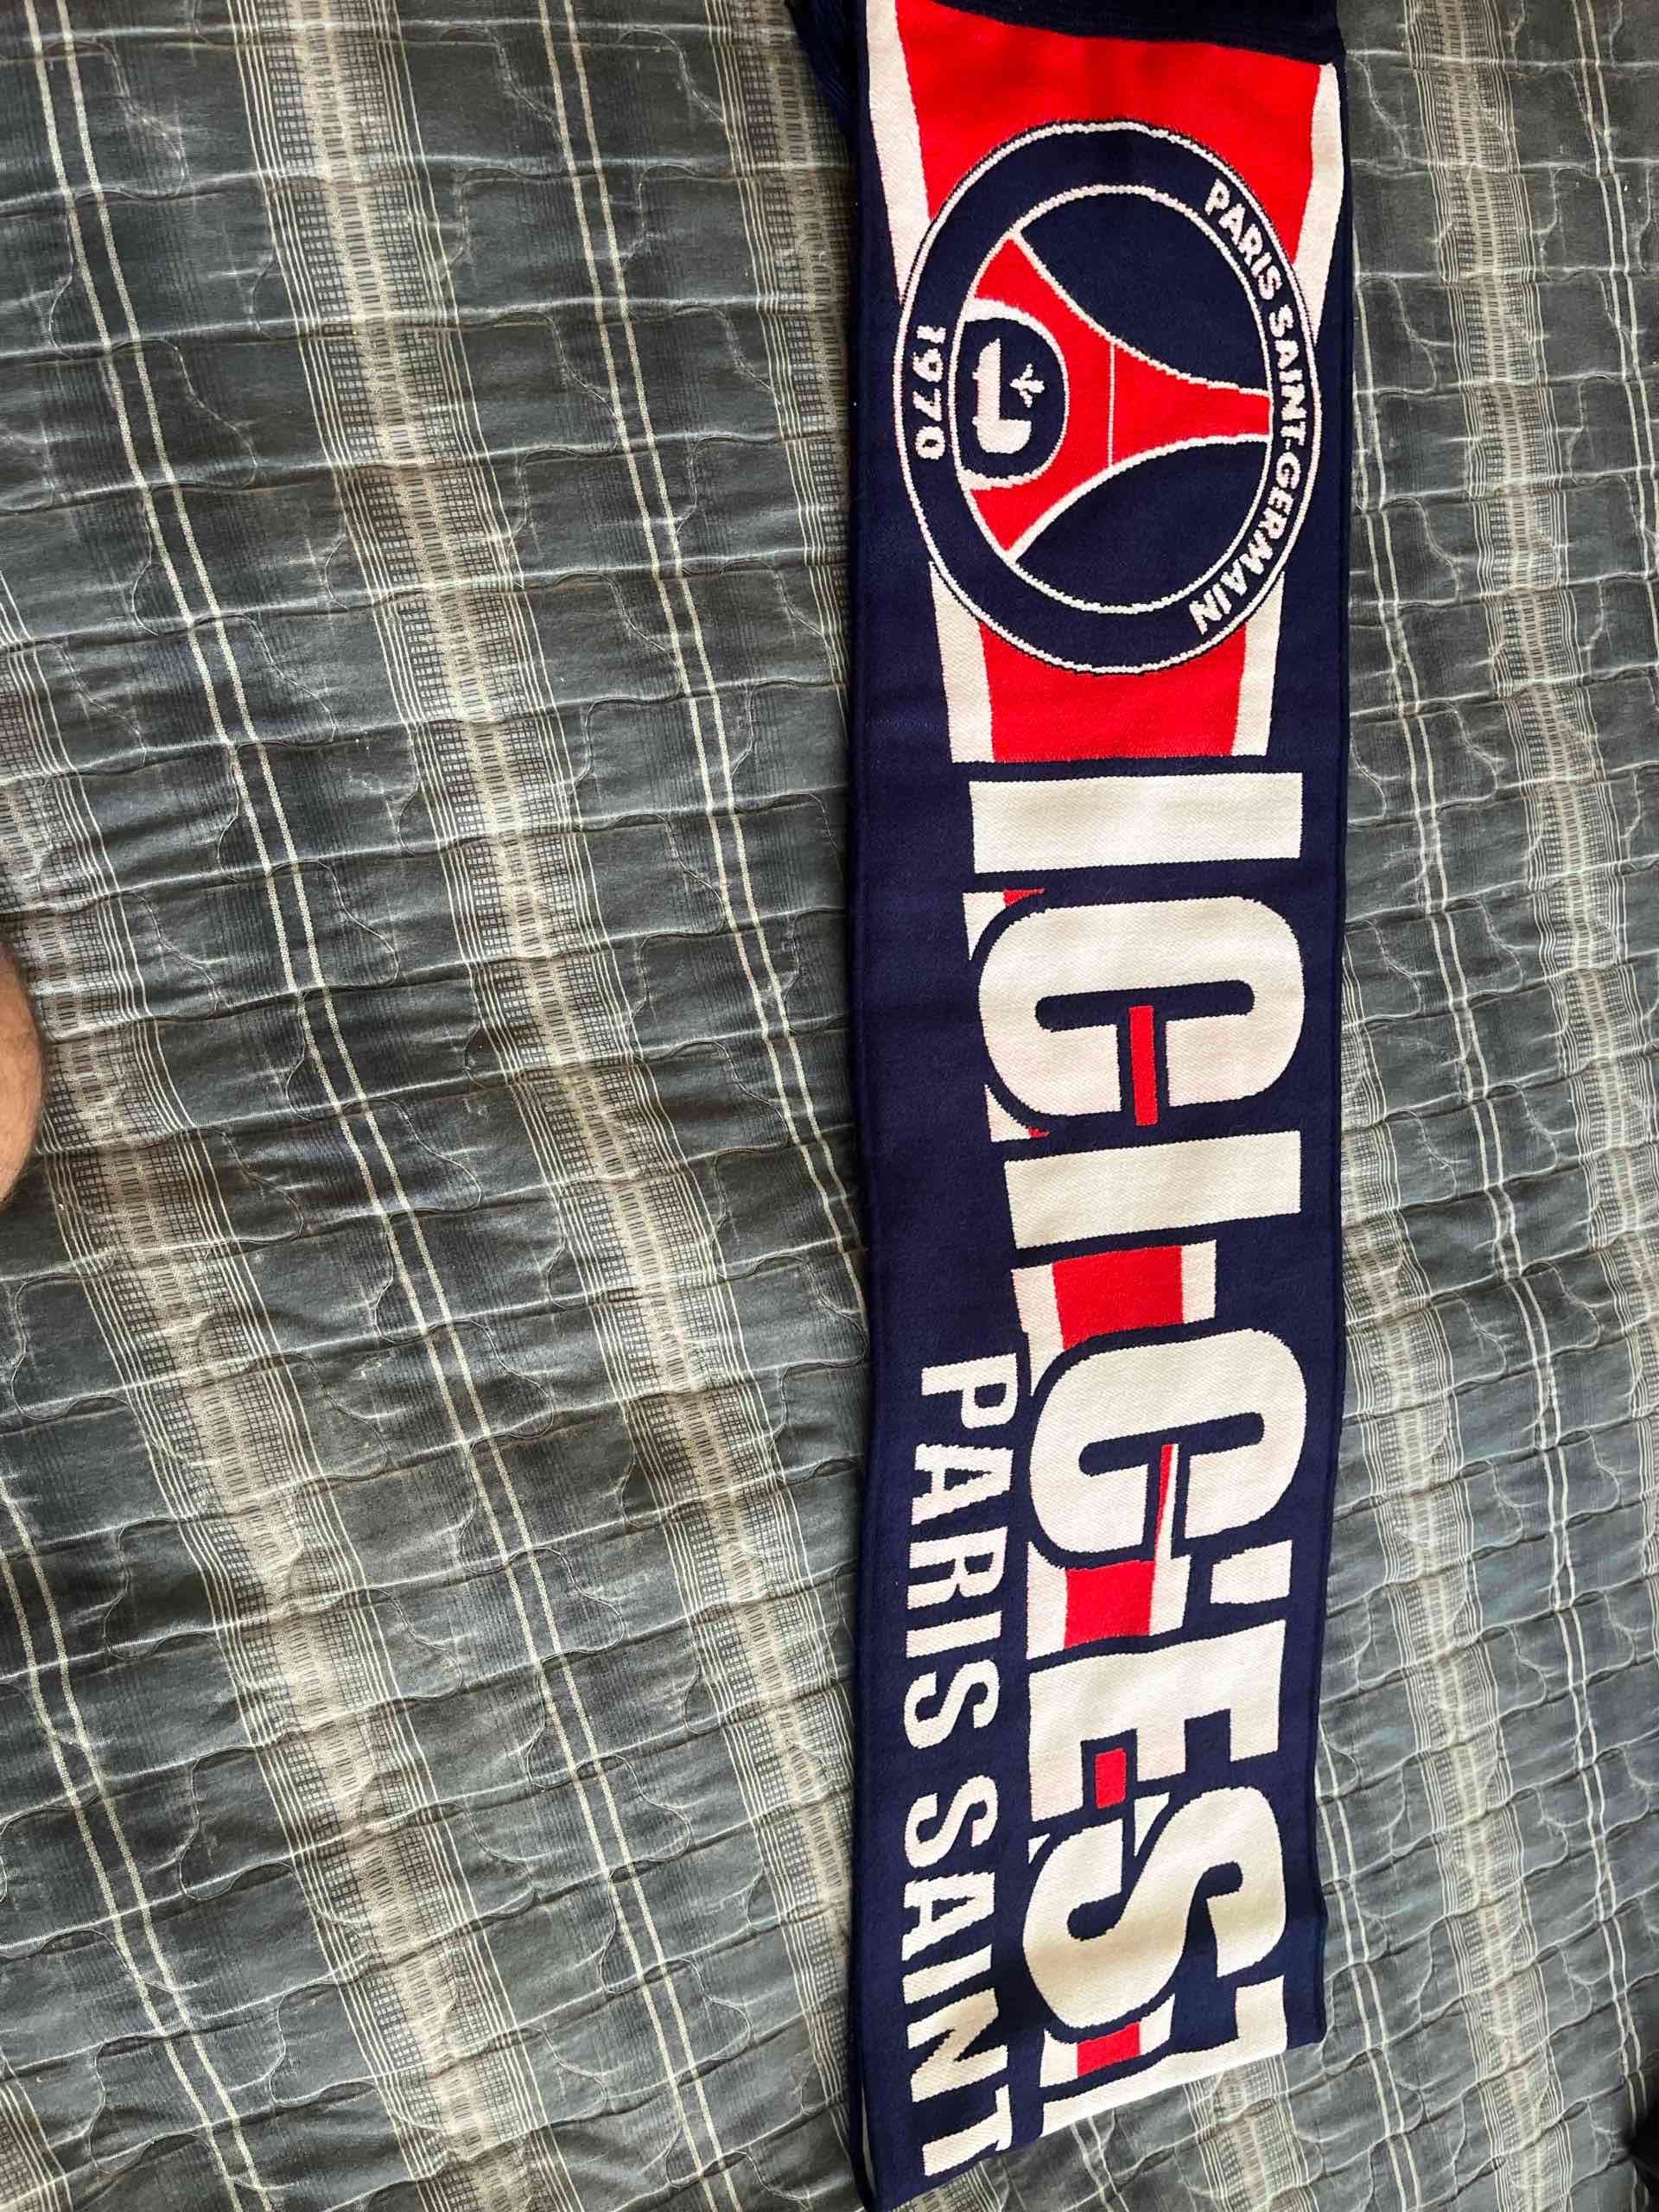 PARIS SAINT-GERMAIN
1970
ICI C'EST
PARIS SAINT